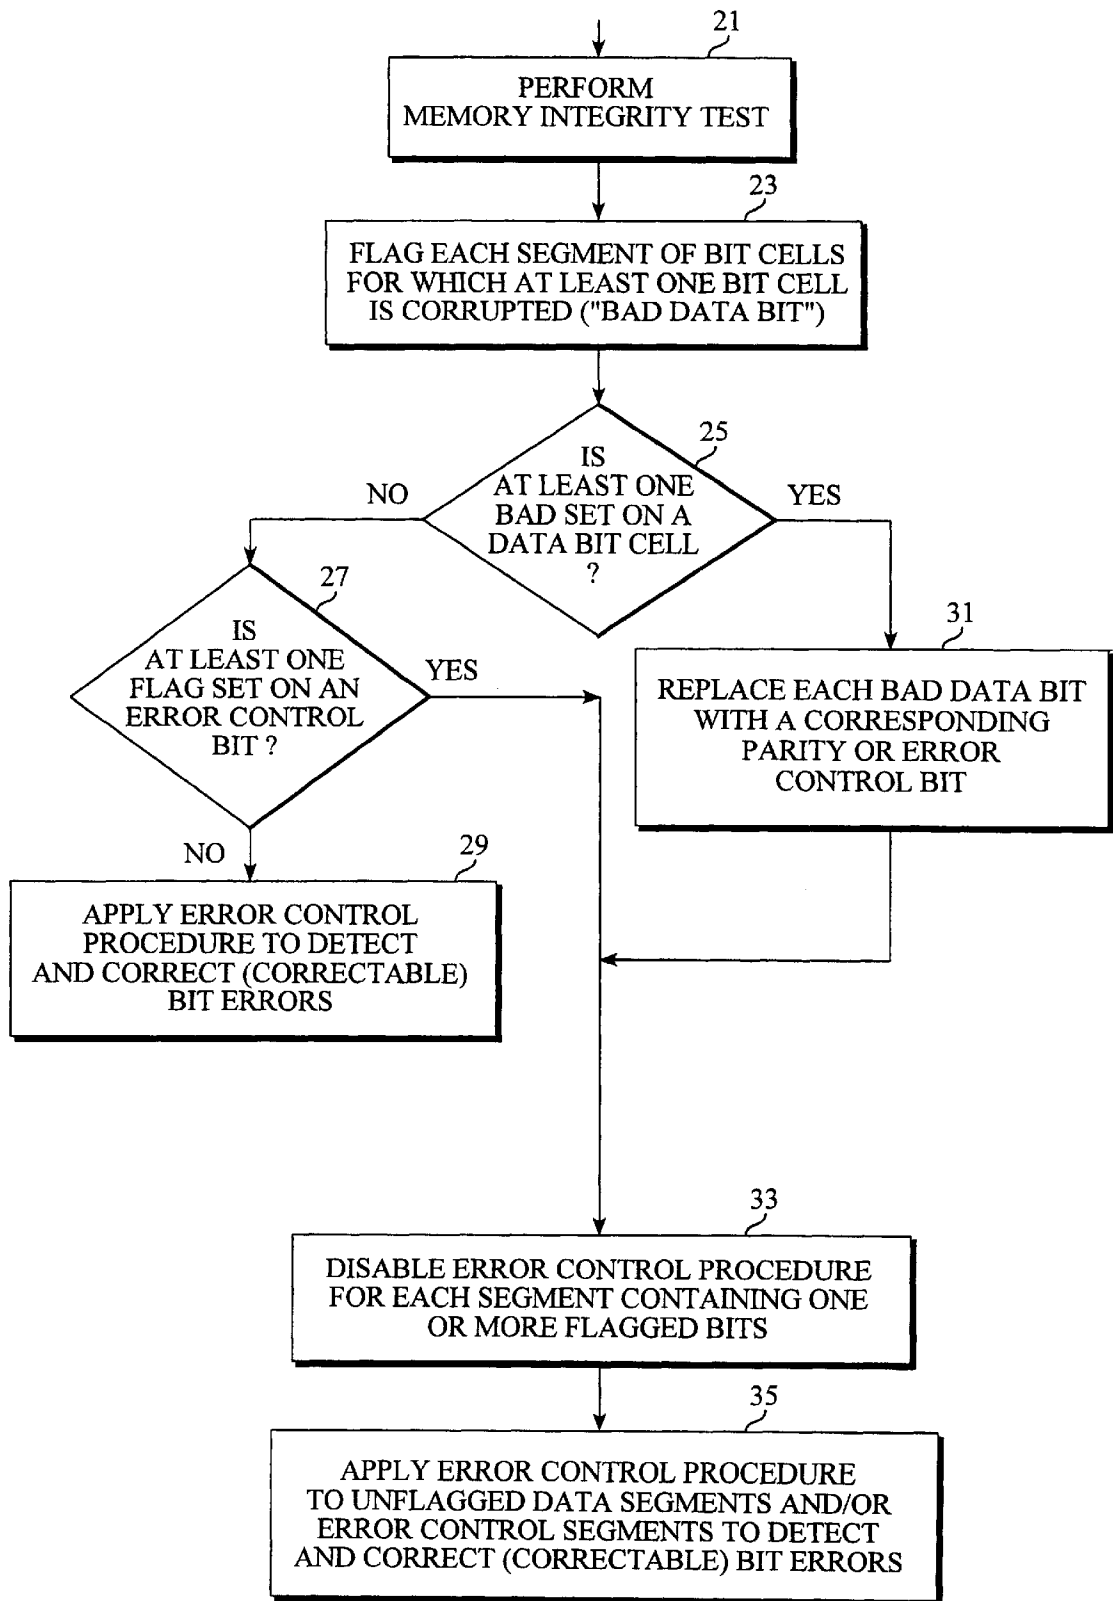 21
PERFORM
MEMORY INTEGRITY TEST
23
FLAG EACH SEGMENT OF BIT CELLS
FOR WHICH AT LEAST ONE BIT CELL
IS CORRUPTED ("BAD DATA BIT")
25
IS
AT LEAST ONE
BAD SET ON A
DATA BIT CELL
?
NO
YES
27
IS
AT LEAST ONE
FLAG SET ON AN
ERROR CONTROL
BIT ?
YES
NO
31
REPLACE EACH BAD DATA BIT
WITH A CORRESPONDING
PARITY OR ERROR
CONTROL BIT
29
APPLY ERROR CONTROL
PROCEDURE TO DETECT
AND CORRECT (CORRECTABLE)
BIT ERRORS
33
DISABLE ERROR CONTROL PROCEDURE
FOR EACH SEGMENT CONTAINING ONE
OR MORE FLAGGED BITS
35
APPLY ERROR CONTROL PROCEDURE
TO UNFLAGGED DATA SEGMENTS AND/OR
ERROR CONTROL SEGMENTS TO DETECT
AND CORRECT (CORRECTABLE) BIT ERRORS